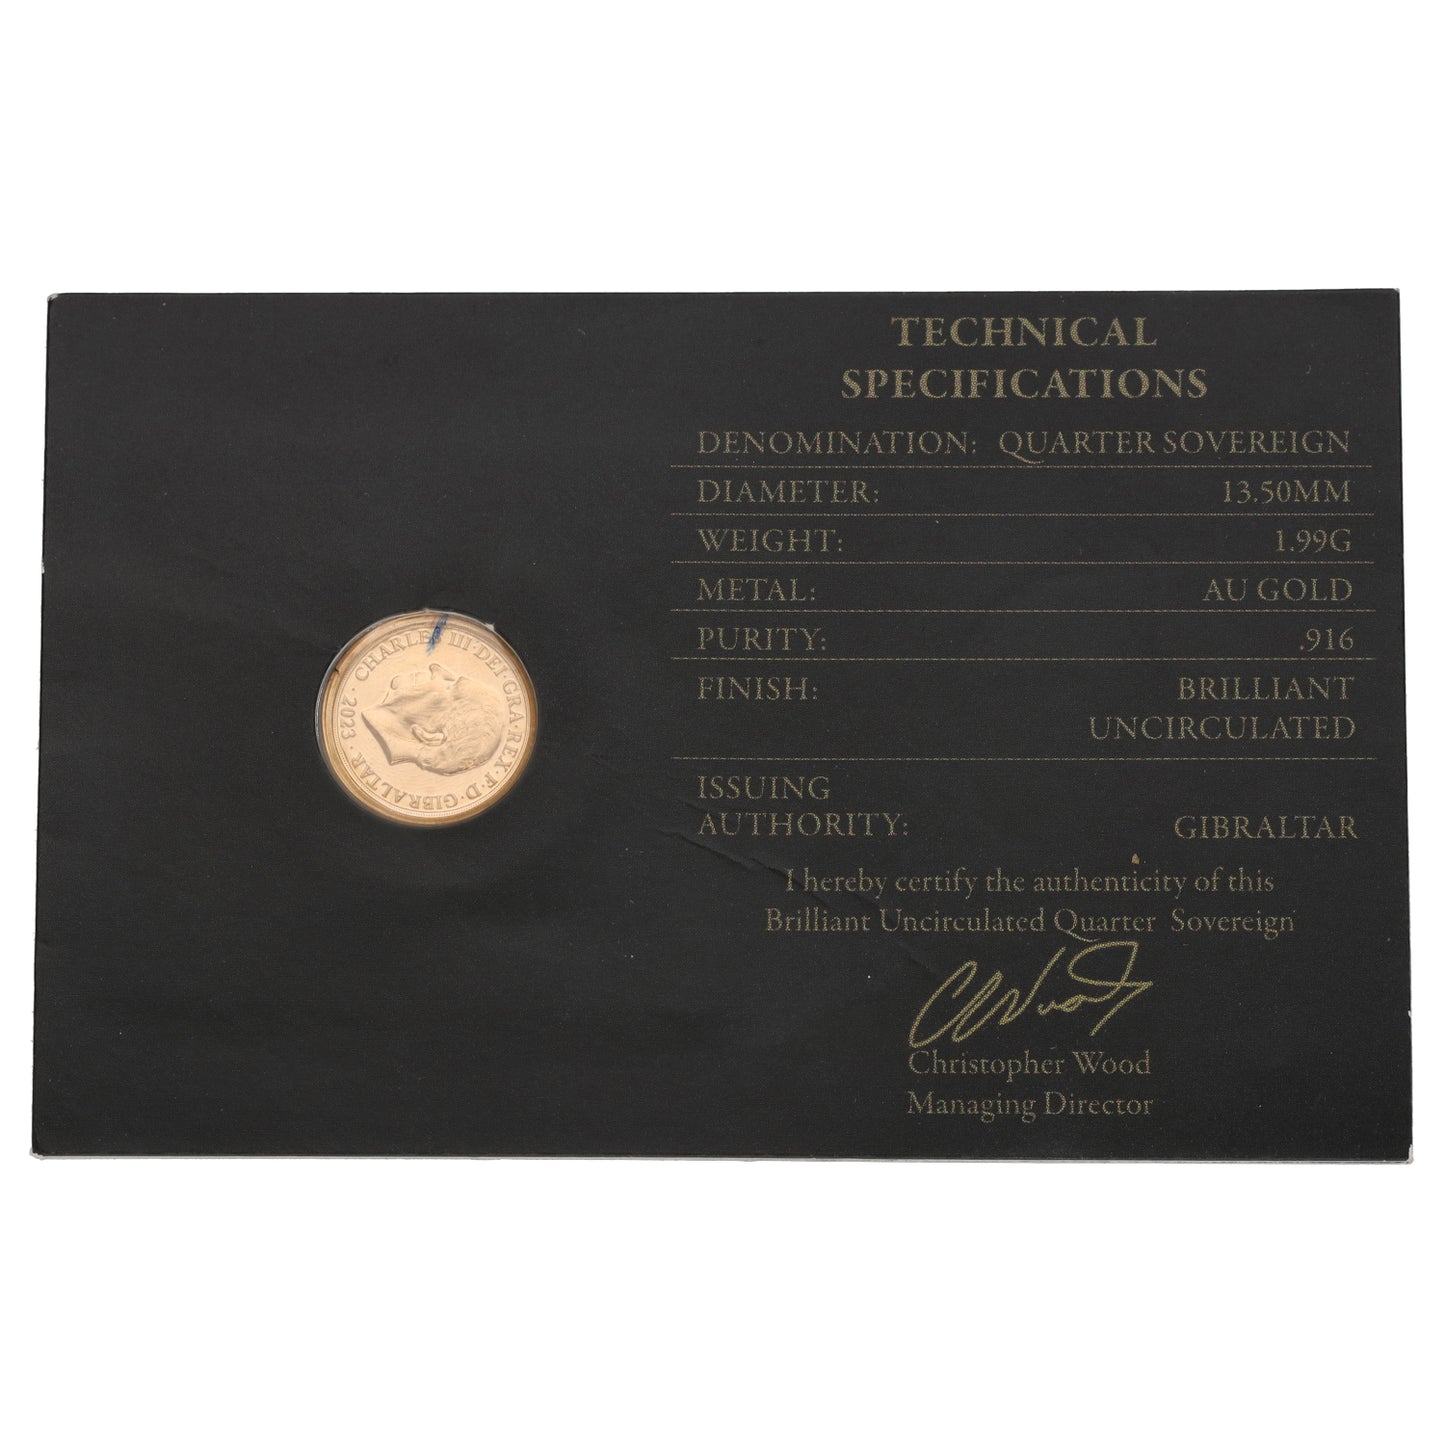 CHARLES III · DEI · GRA · REX · F · D · GIBRALTAR · 2023 ·
TECHNICAL
SPECIFICATIONS
DENOMINATION: QUARTER SOVEREIGN
DIAMETER: 13.50MM
WEIGHT: 1.99G
METAL: AU GOLD
PURITY: .916
FINISH: BRILLIANT
UNCIRCULATED
ISSUING
AUTHORITY: GIBRALTAR
I hereby certify the authenticity of this
Brilliant Uncirculated Quarter Sovereign
CWood
Christopher Wood
Managing Director